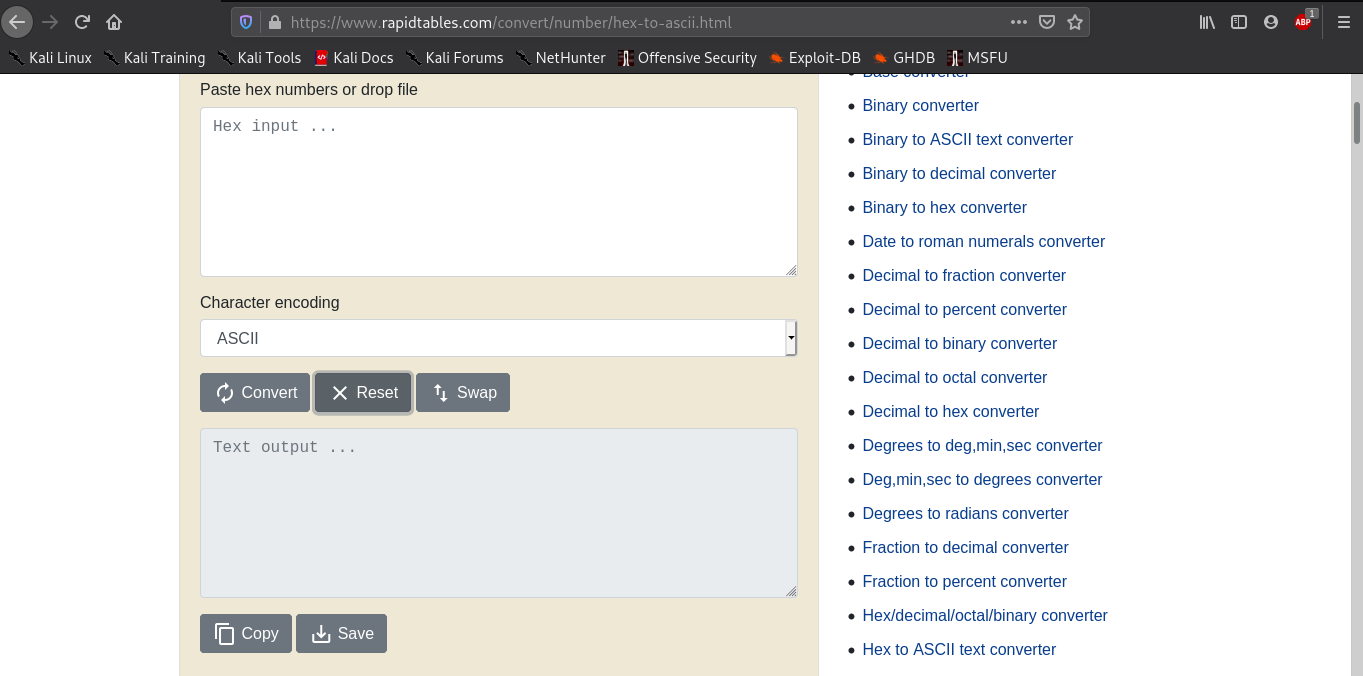 https://www.rapidtables.com/convert/number/hex-to-ascii.html
1
ABP
Kali Linux Kali Training Kali Tools Kali Docs Kali Forums NetHunter Offensive Security Exploit-DB GHDB MSFU
Paste hex numbers or drop file
Hex input ...
Character encoding
ASCII
Convert Reset Swap
Text output ...
Copy Save
Base converter
Binary converter
Binary to ASCII text converter
Binary to decimal converter
Binary to hex converter
Date to roman numerals converter
Decimal to fraction converter
Decimal to percent converter
Decimal to binary converter
Decimal to octal converter
Decimal to hex converter
Degrees to deg,min,sec converter
Deg,min,sec to degrees converter
Degrees to radians converter
Fraction to decimal converter
Fraction to percent converter
Hex/decimal/octal/binary converter
Hex to ASCII text converter